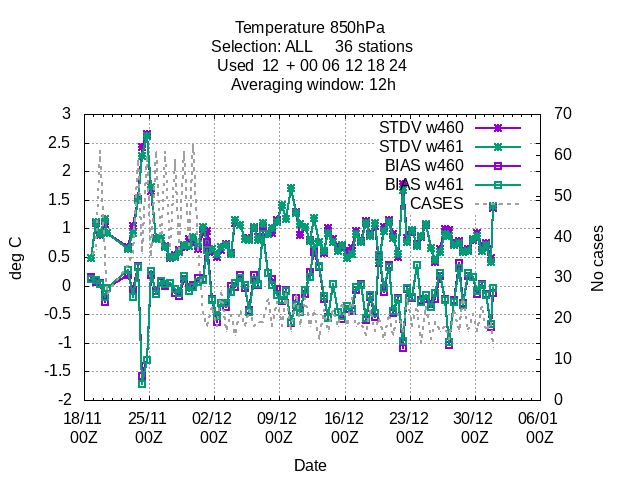 Temperature 850hPa
Selection: ALL     36 stations
Used  12  + 00 06 12 18 24
Averaging window: 12h
STDV w460
STDV w461
BIAS w460
BIAS w461
CASES
deg C
3
2.5
2
1.5
1
0.5
0
-0.5
-1
-1.5
-2
No cases
70
60
50
40
30
20
10
0
18/11 25/11 02/12 09/12 16/12 23/12 30/12 06/01
00Z 00Z 00Z 00Z 00Z 00Z 00Z 00Z
Date